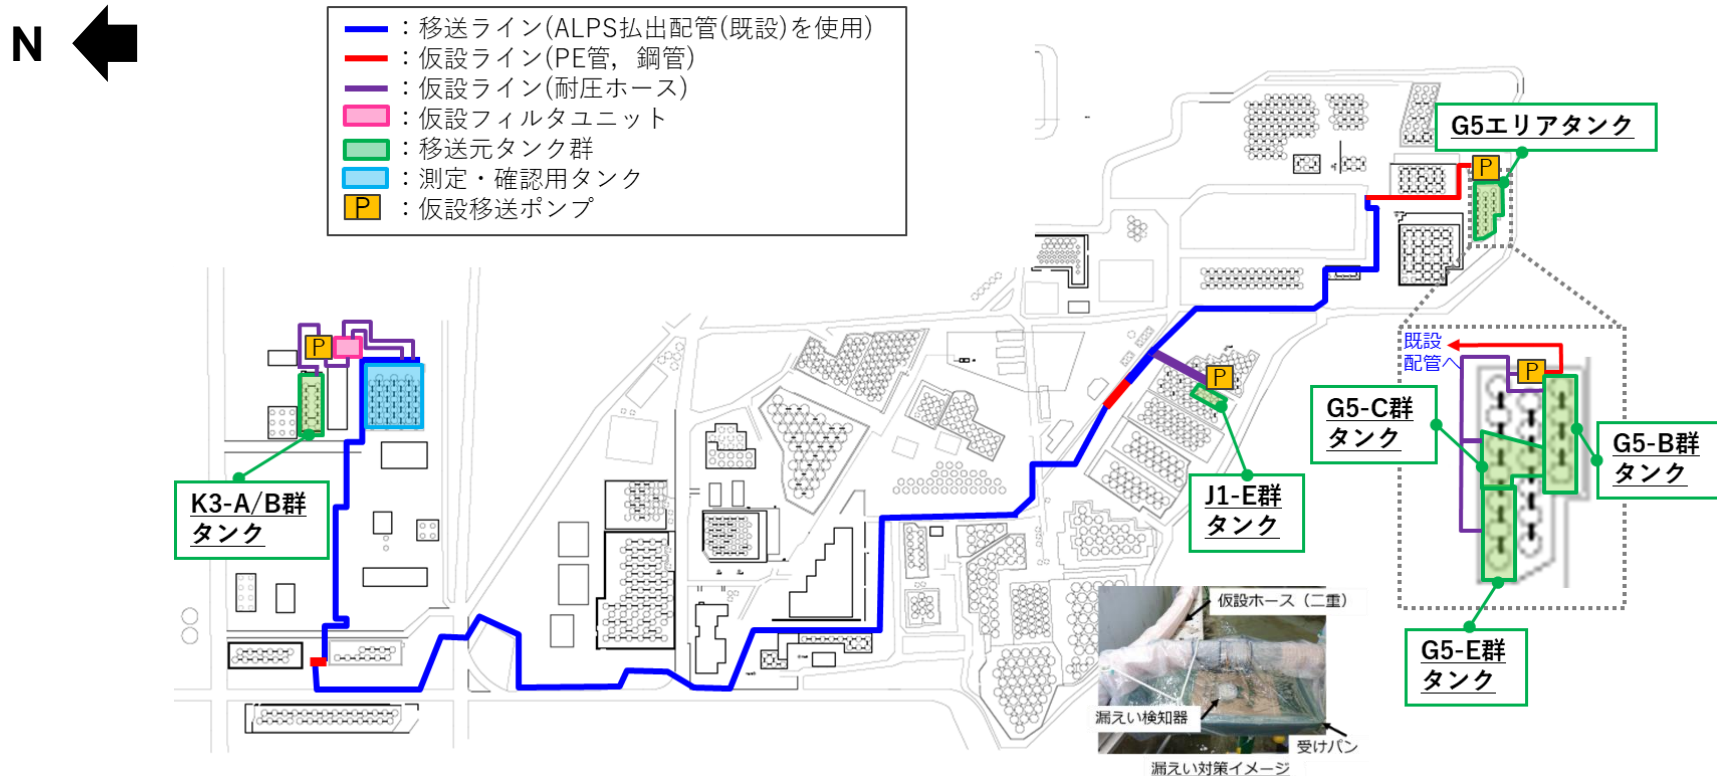 N
：移送ライン(ALPS払出配管(既設)を使用)
：仮設ライン(PE管，鋼管)
：仮設ライン(耐圧ホース)
：仮設フィルタユニット
：移送元タンク群
：測定・確認用タンク
P
：仮設移送ポンプ
G5エリアタンク
P
P
P
既設
配管へ
P
G5-C群
タンク
G5-B群
タンク
K3-A/B群
タンク
J1-E群
タンク
G5-E群
タンク
仮設ホース（二重）
漏えい検知器
受けパン
漏えい対策イメージ